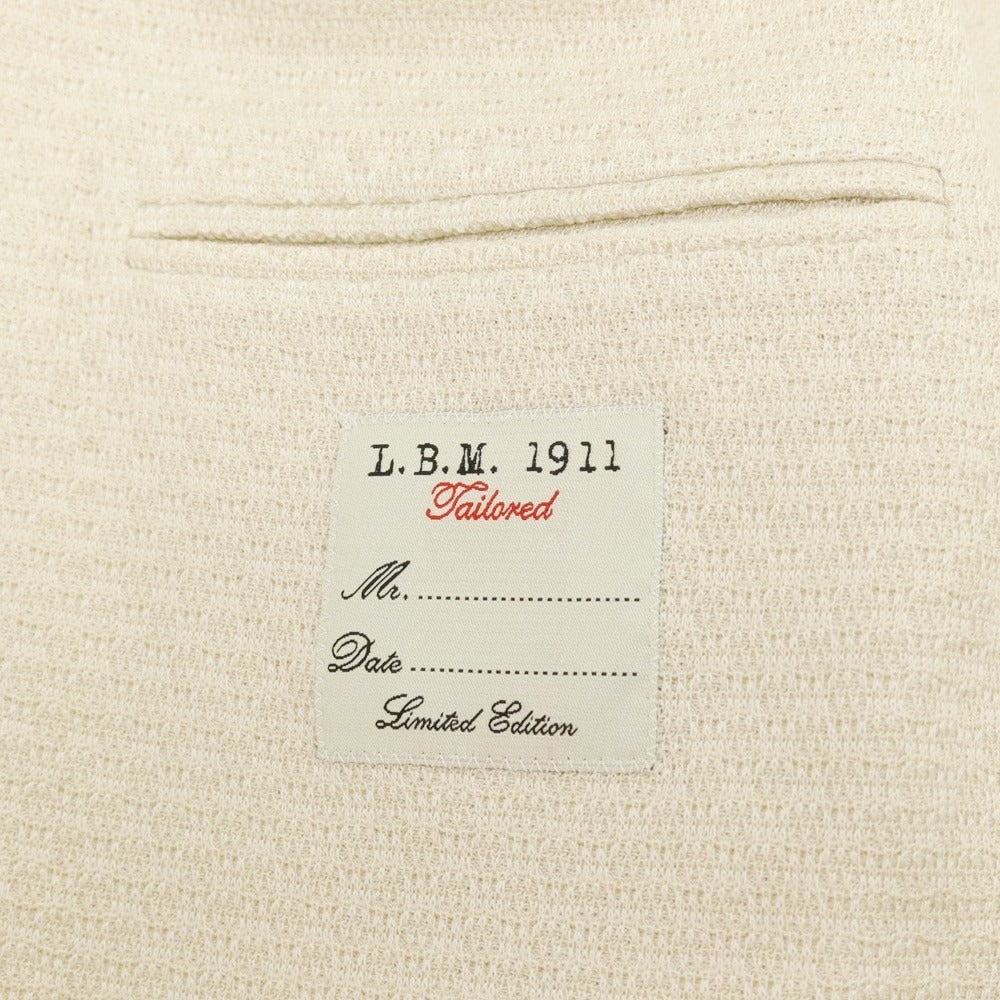 L.B.M. 1911
Tailored
Mr. ..............................
Date ..............................
Limited Edition